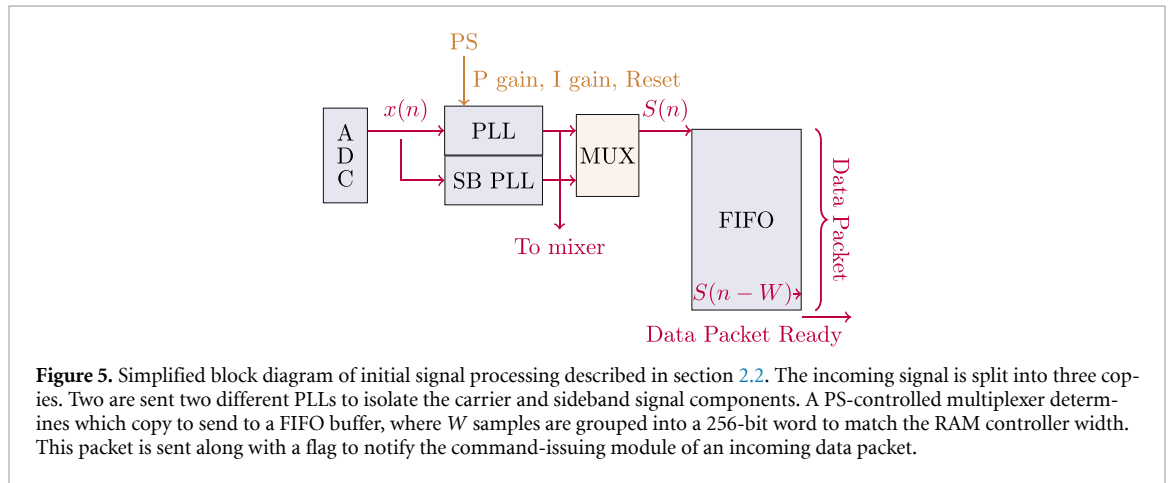 PS
P gain, I gain, Reset
x(n)
S(n)
A
D
C
PLL
SB PLL
MUX
To mixer
FIFO
S(n − W)
Data Packet
Data Packet Ready
Figure 5. Simplified block diagram of initial signal processing described in section 2.2. The incoming signal is split into three cop-
ies. Two are sent two different PLLs to isolate the carrier and sideband signal components. A PS-controlled multiplexer determ-
ines which copy to send to a FIFO buffer, where W samples are grouped into a 256-bit word to match the RAM controller width.
This packet is sent along with a flag to notify the command-issuing module of an incoming data packet.